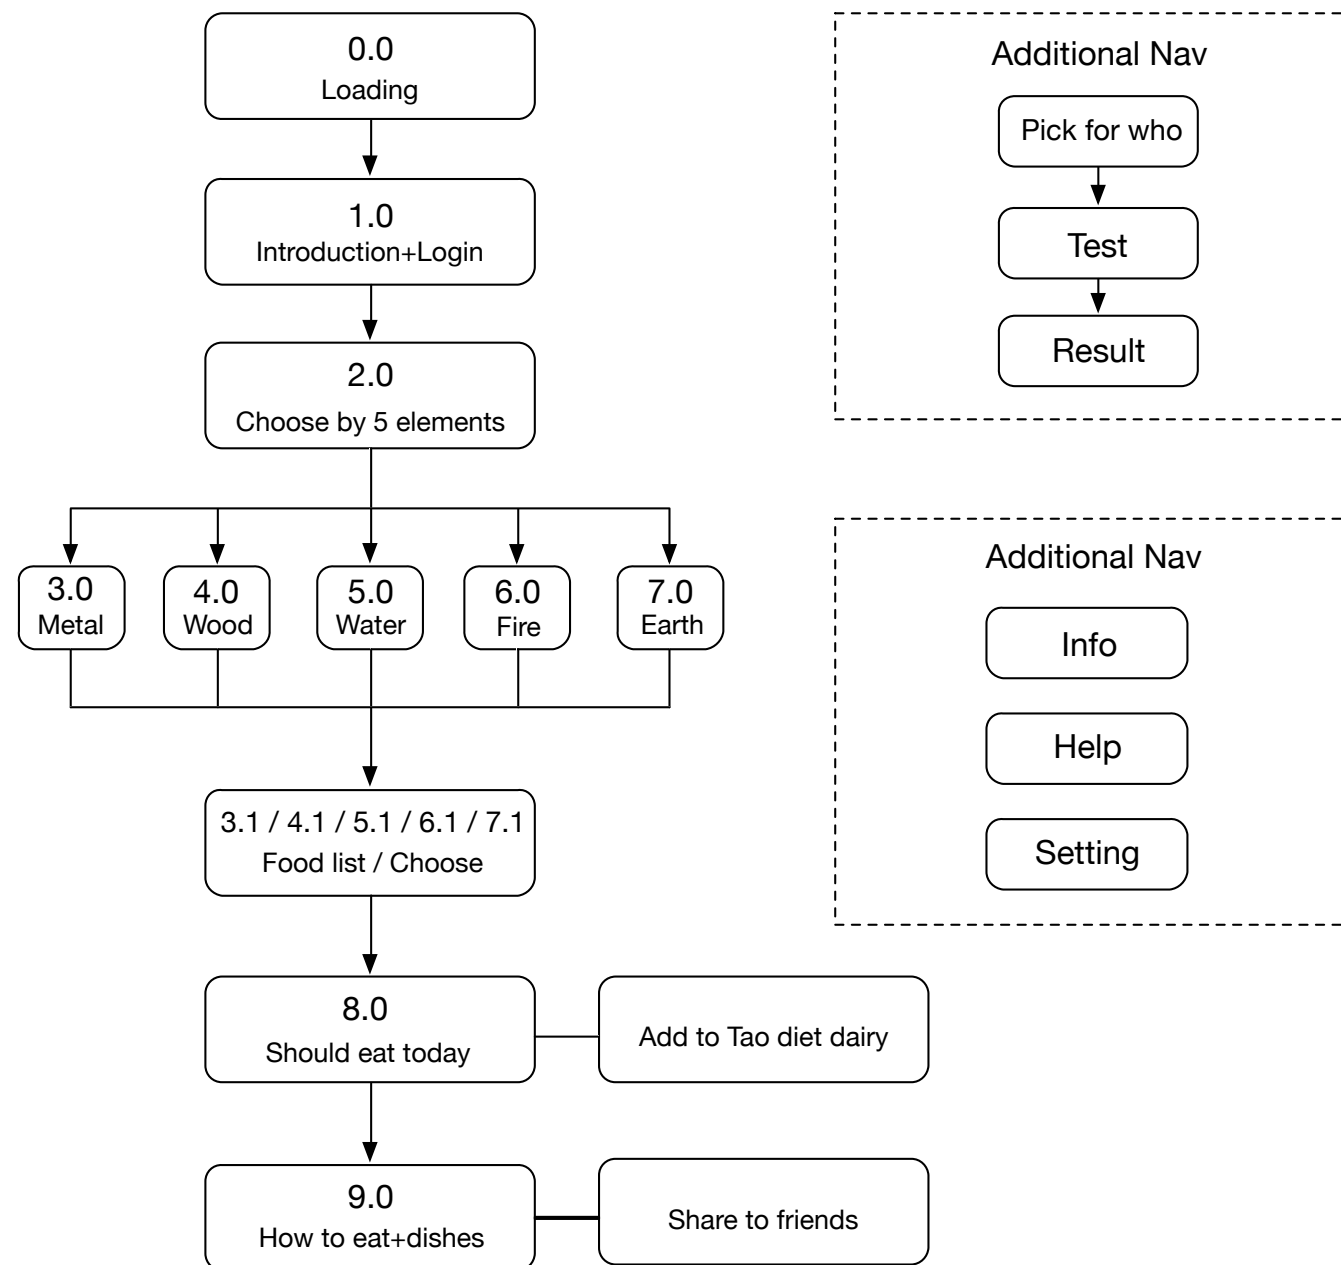 0.0
Loading
1.0
Introduction+Login
2.0
Choose by 5 elements
3.0
Metal
4.0
Wood
5.0
Water
6.0
Fire
7.0
Earth
3.1 / 4.1 / 5.1 / 6.1 / 7.1
Food list / Choose
8.0
Should eat today
Add to Tao diet dairy
9.0
How to eat+dishes
Share to friends
Additional Nav
Pick for who
Test
Result
Additional Nav
Info
Help
Setting